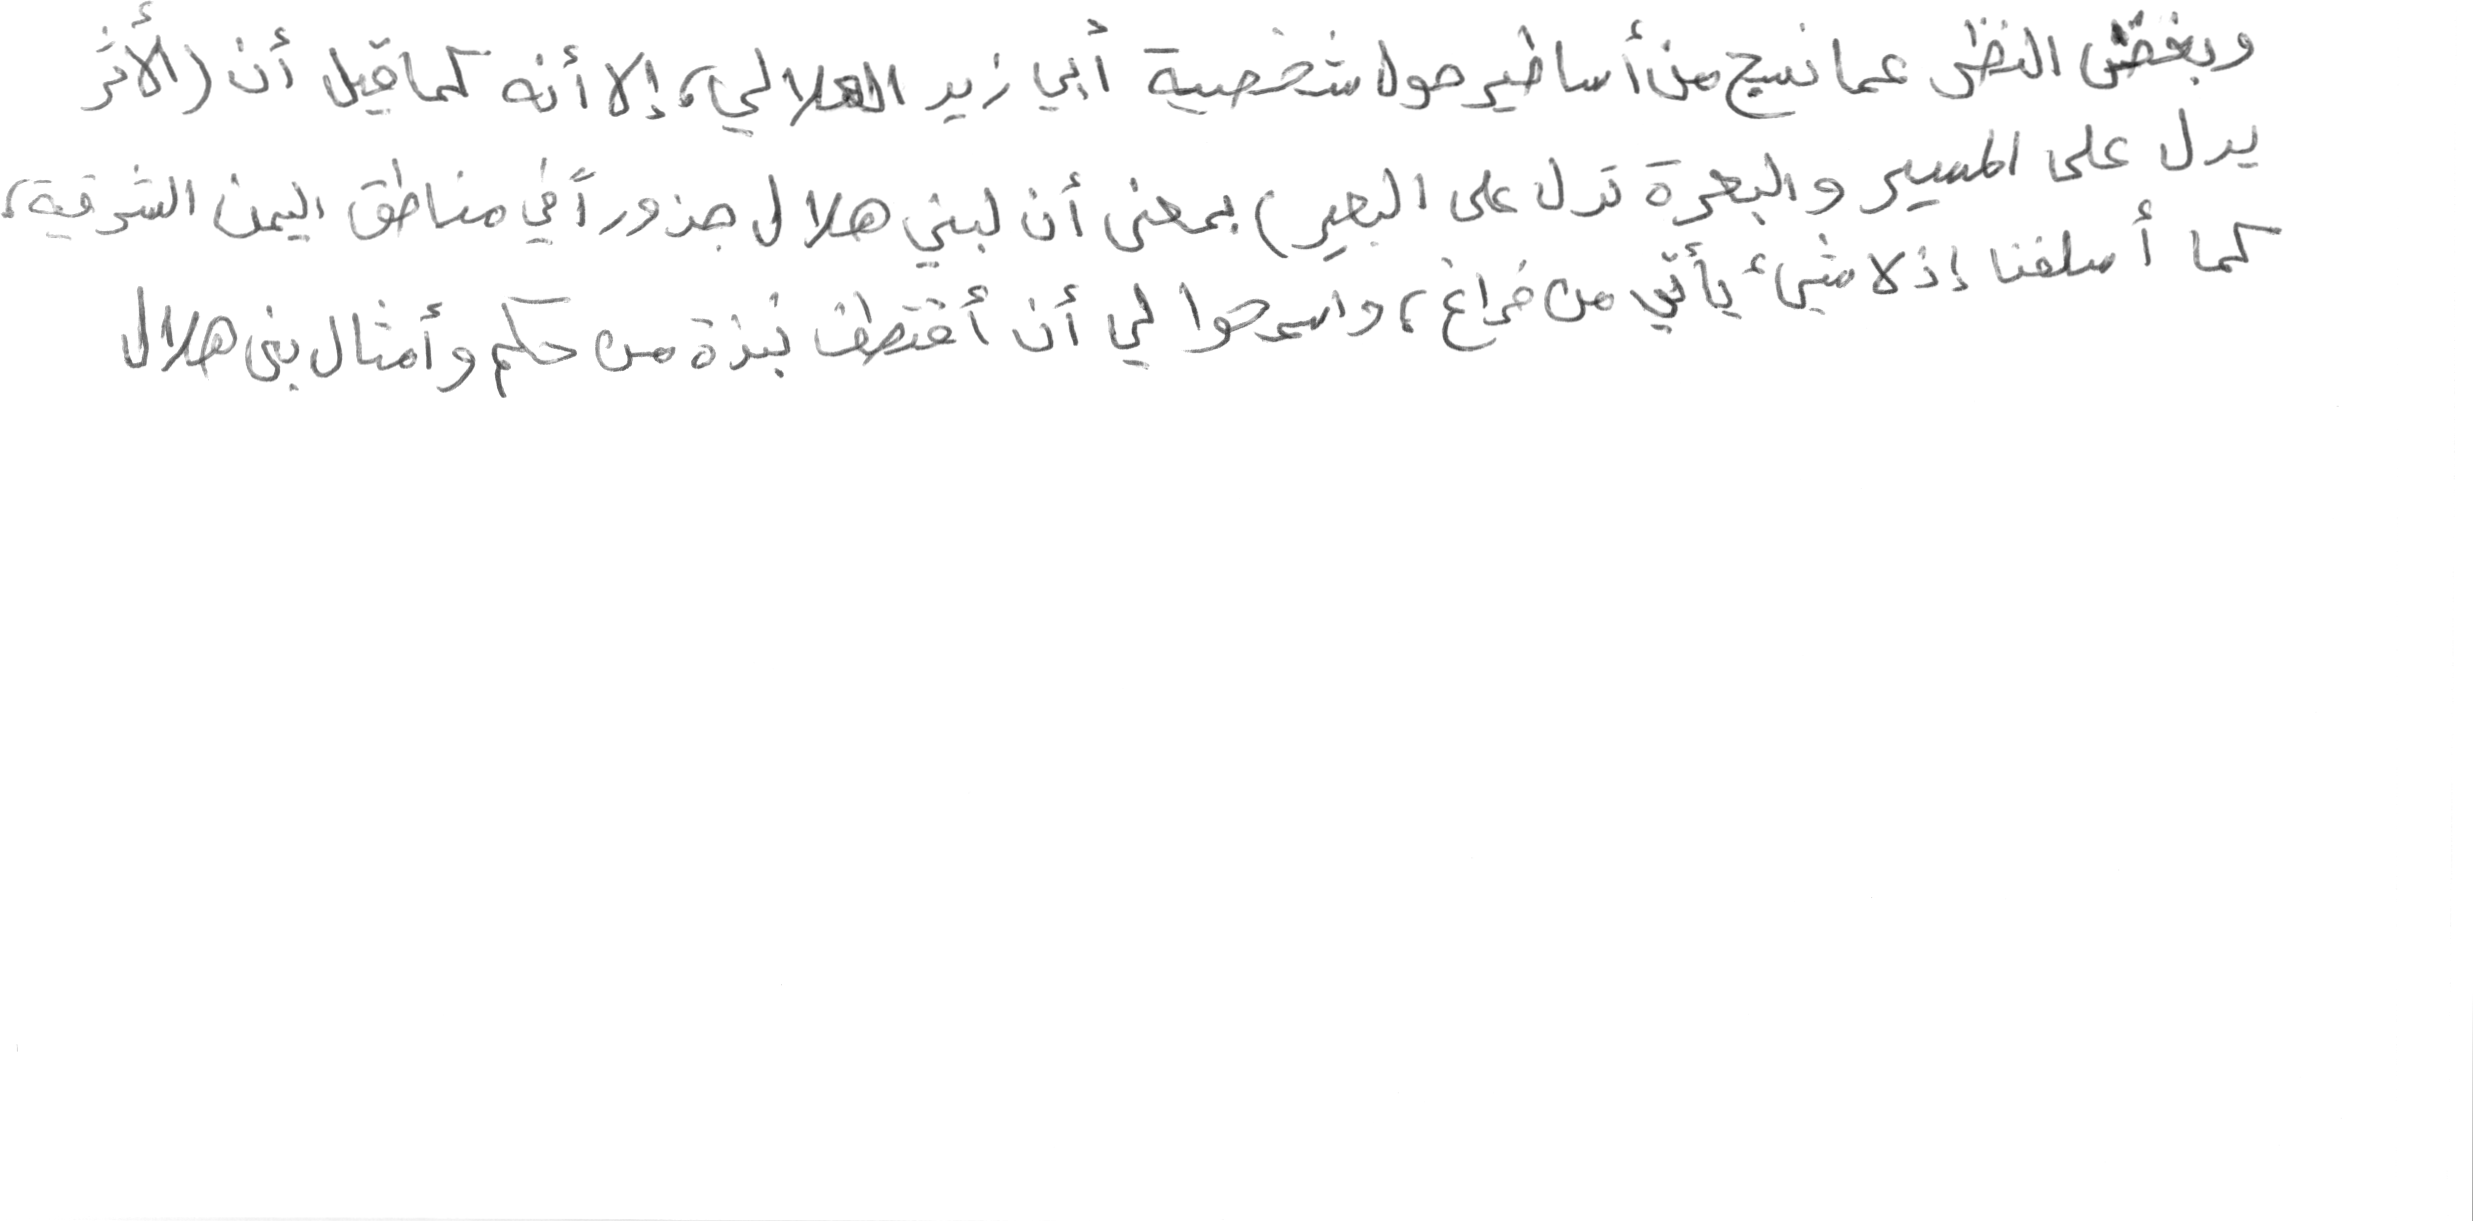 وبغض النظر عما نسج من أساطير حول شخصية أبي زيد الهلالي، إلا أنه كما قيل أن (الأثر
يدل على المسير والبعرة تدل على البعير) بمعنى أن لبني هلال جذوراً في مناطق اليمن الشرقية،
كما أسلفنا إذ لا شيء يأتي من فراغ، واسمحوا لي أن أقتطف نبذة من حكم وأمثال بني هلال